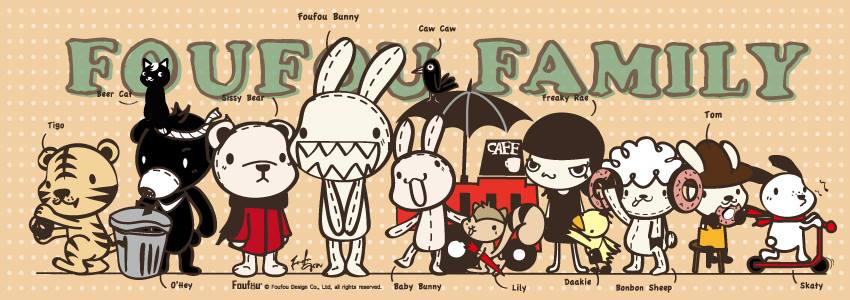 Foufou Bunny
Caw Caw
FOUFOU FAMILY
Beer Cat
Sissy Bear
Freaky Rae
Tigo
Tom
CAFE
O'Hey
Foufou © Foufou Design Co., Ltd, all rights reserved.
Baby Bunny
Lily
Daakie
Bonbon Sheep
Skaty